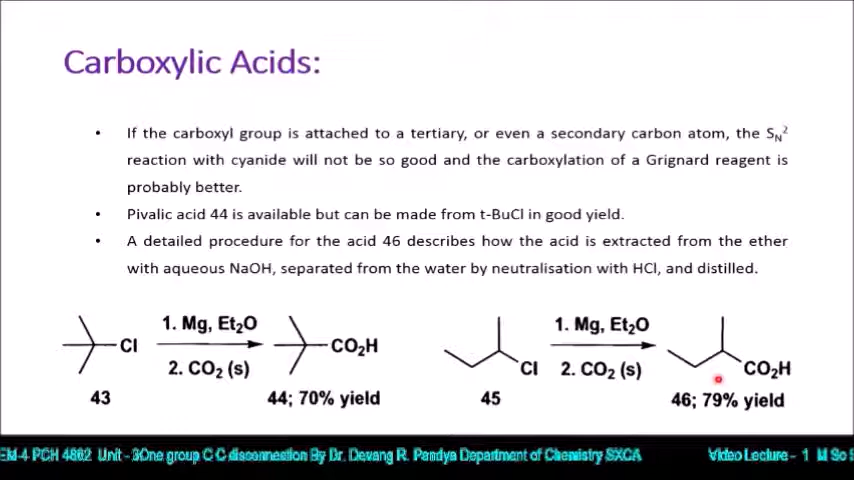 Carboxylic Acids:
• If the carboxyl group is attached to a tertiary, or even a secondary carbon atom, the SN2
reaction with cyanide will not be so good and the carboxylation of a Grignard reagent is
probably better.
• Pivalic acid 44 is available but can be made from t-BuCl in good yield.
• A detailed procedure for the acid 46 describes how the acid is extracted from the ether
with aqueous NaOH, separated from the water by neutralisation with HCl, and distilled.
Cl 1. Mg, Et2O 2. CO2 (s) CO2H
43 44; 70% yield
Cl 1. Mg, Et2O 2. CO2 (s) CO2H
45 46; 79% yield
EM-4 PCH 4802 Unit - 3One group C C disconnection By Dr. Devang R. Pandya Department of Chemistry SXCA Video Lecture - 1 M Sc S